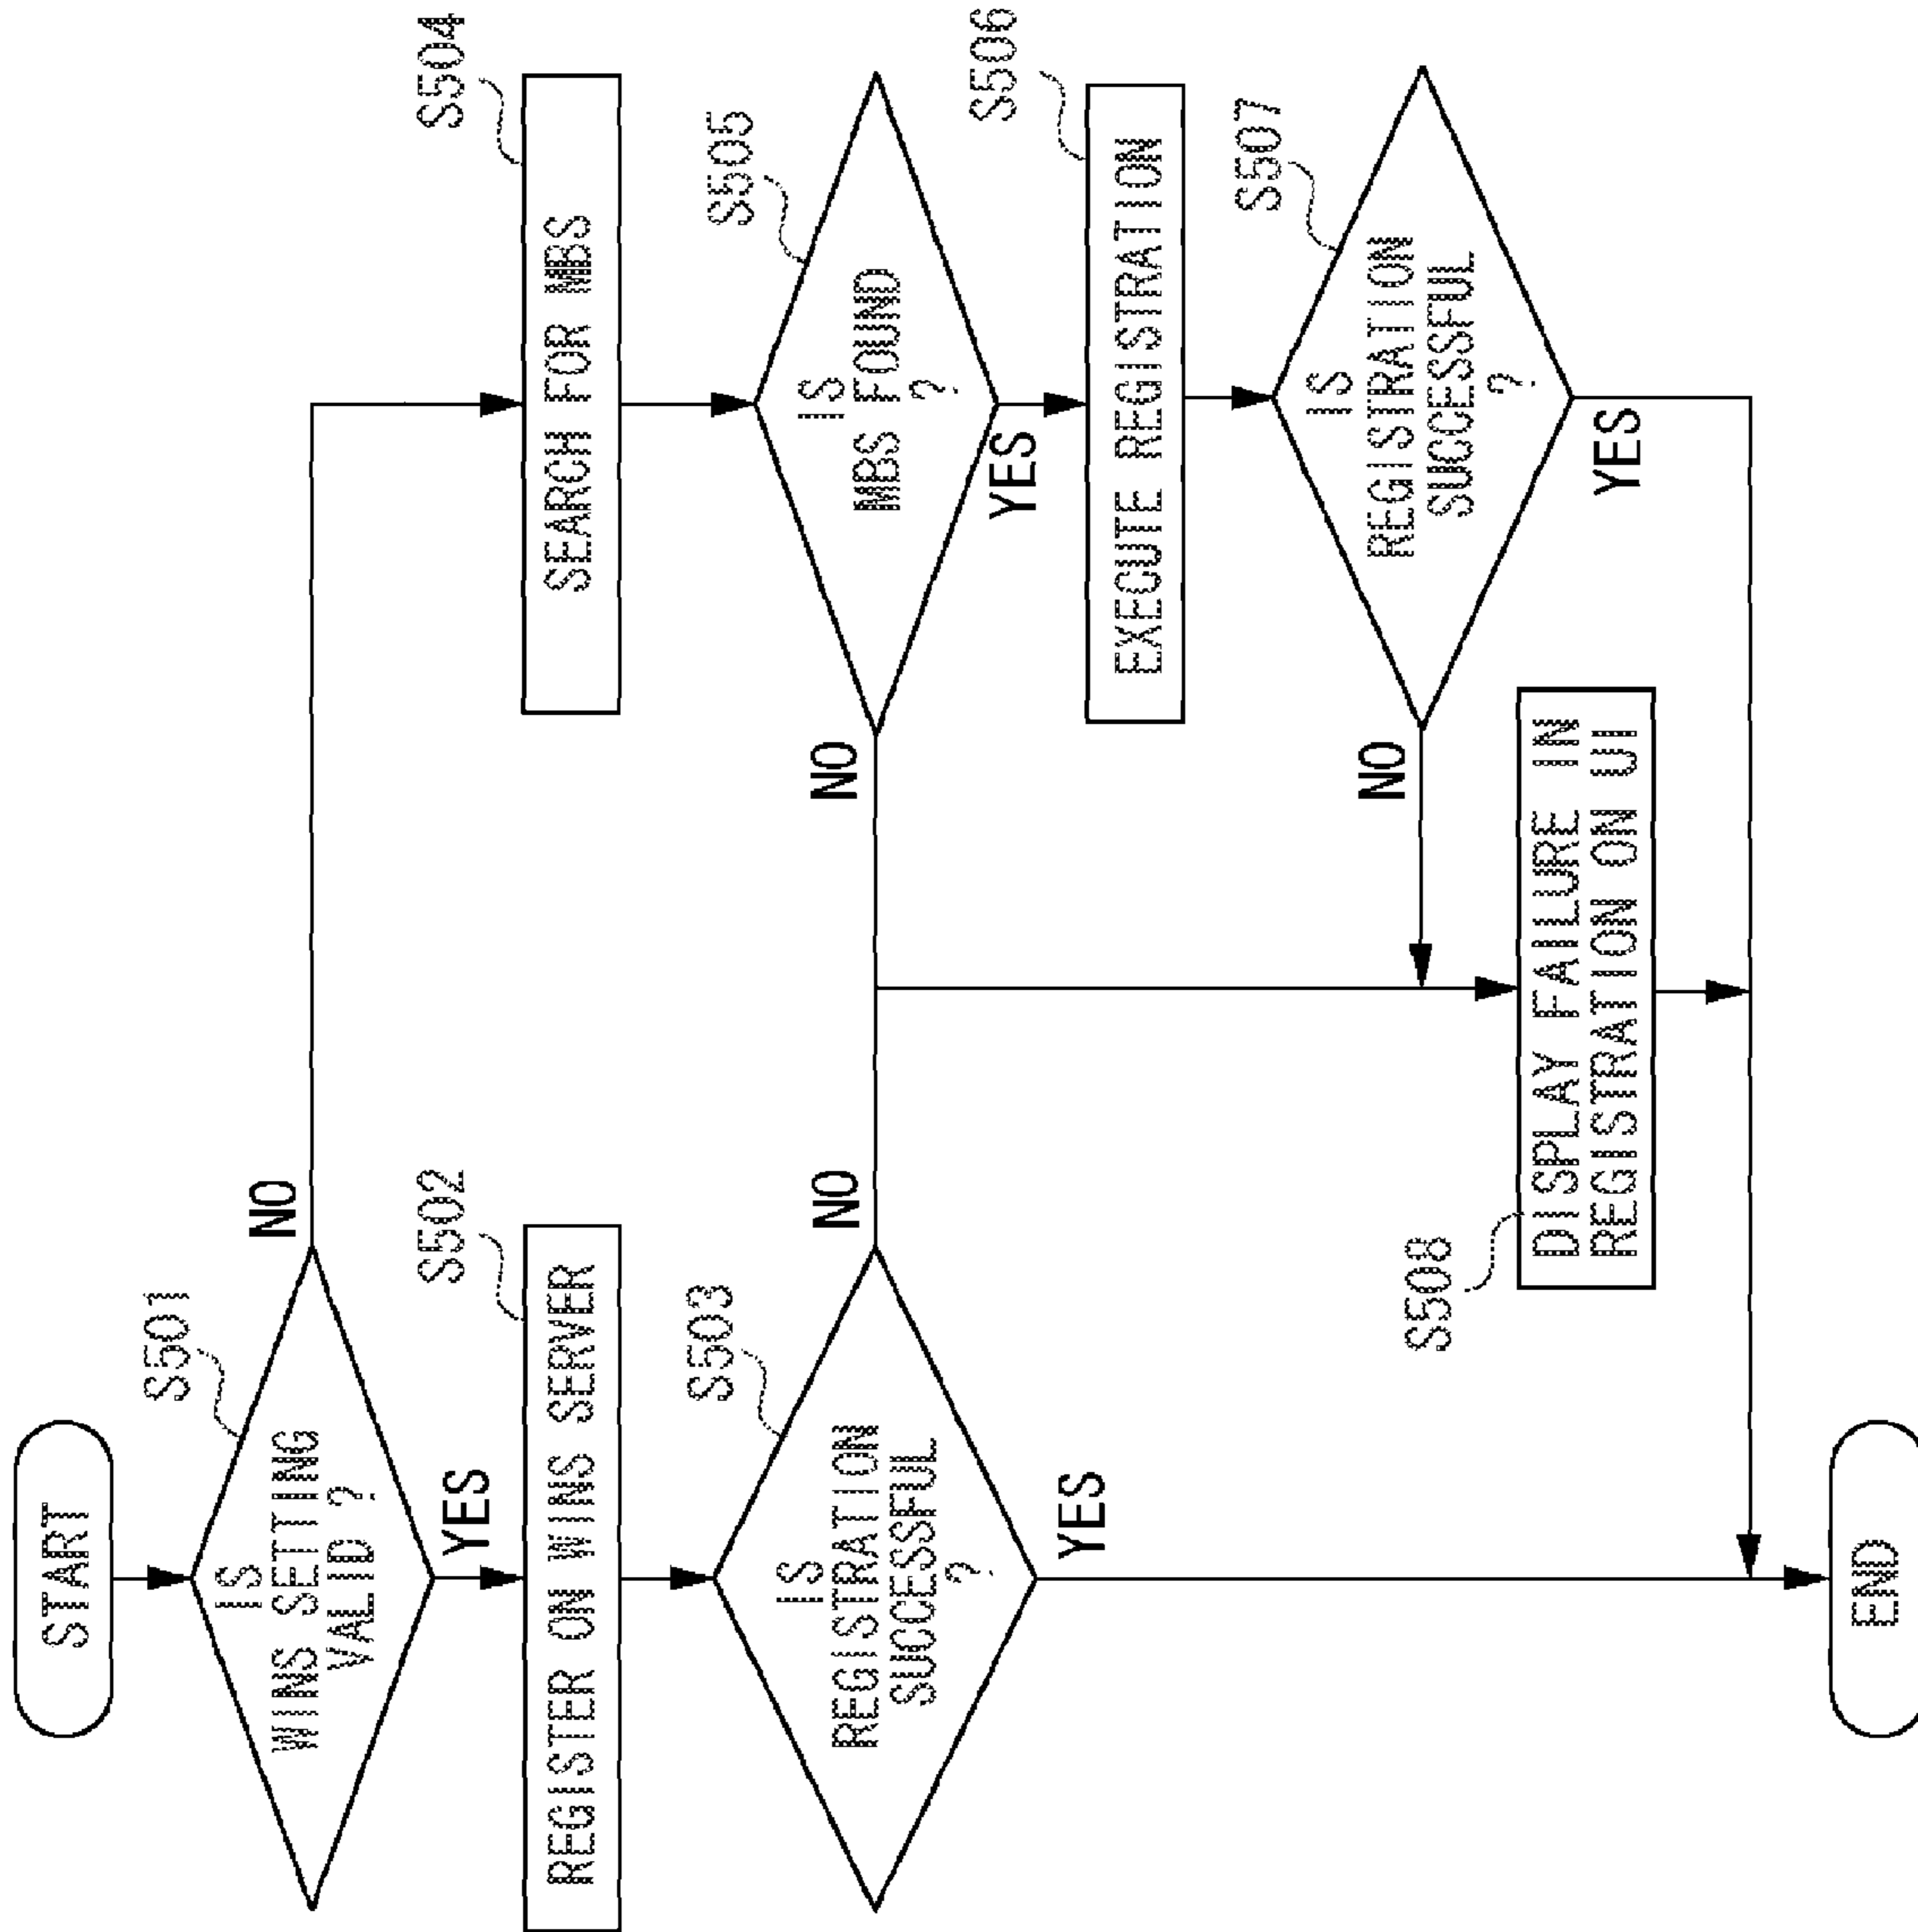 START
S501
IS
WINS SETTING
VALID ?
NO
YES
S502
REGISTER ON WINS SERVER
S503
IS
REGISTRATION
SUCCESSFUL
?
NO
YES
S504
SEARCH FOR MBS
S505
IS
MBS FOUND
?
NO
YES
S506
EXECUTE REGISTRATION
S507
IS
REGISTRATION
SUCCESSFUL
?
NO
YES
S508
DISPLAY FAILURE IN
REGISTRATION ON UI
END